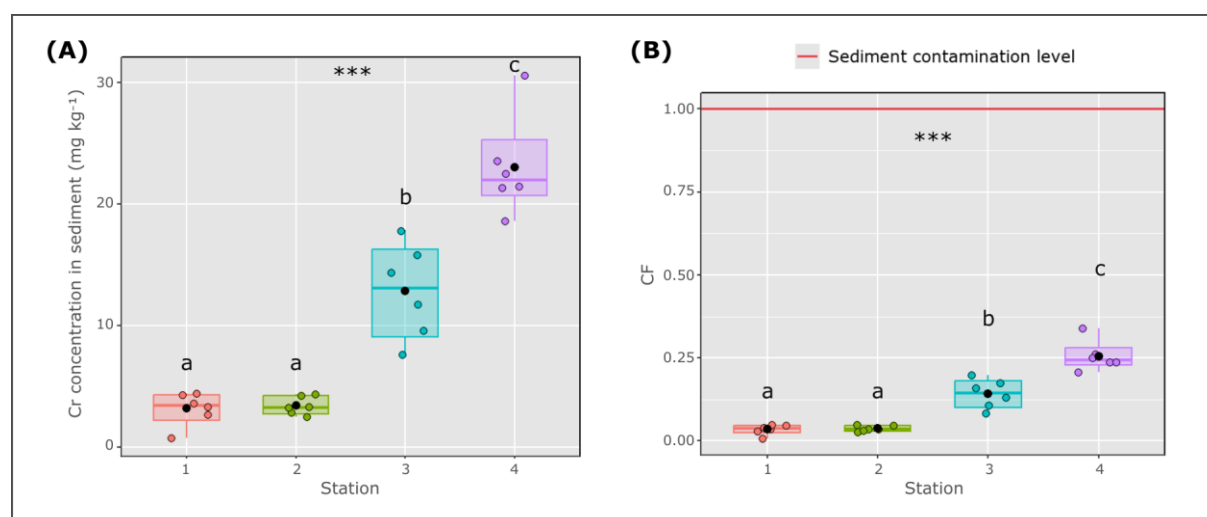 (A)
Cr concentration in sediment (mg kg⁻¹)
30
20
10
0
***
a
a
b
c
1 2 3 4
Station
(B)
Sediment contamination level
CF
1.00
0.75
0.50
0.25
0.00
***
a
a
b
c
1 2 3 4
Station